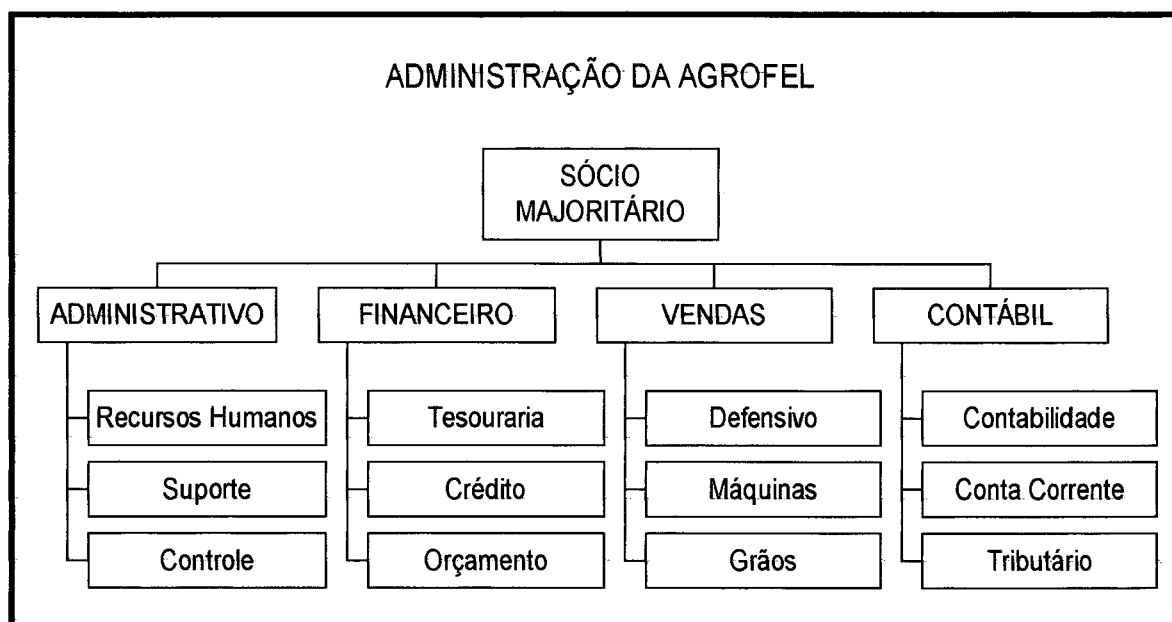 ADMINISTRAÇÃO DA AGROFEL
SÓCIO
MAJORITÁRIO
ADMINISTRATIVO
FINANCEIRO
VENDAS
CONTÁBIL
Recursos Humanos
Tesouraria
Defensivo
Contabilidade
Suporte
Crédito
Máquinas
Conta Corrente
Controle
Orçamento
Grãos
Tributário